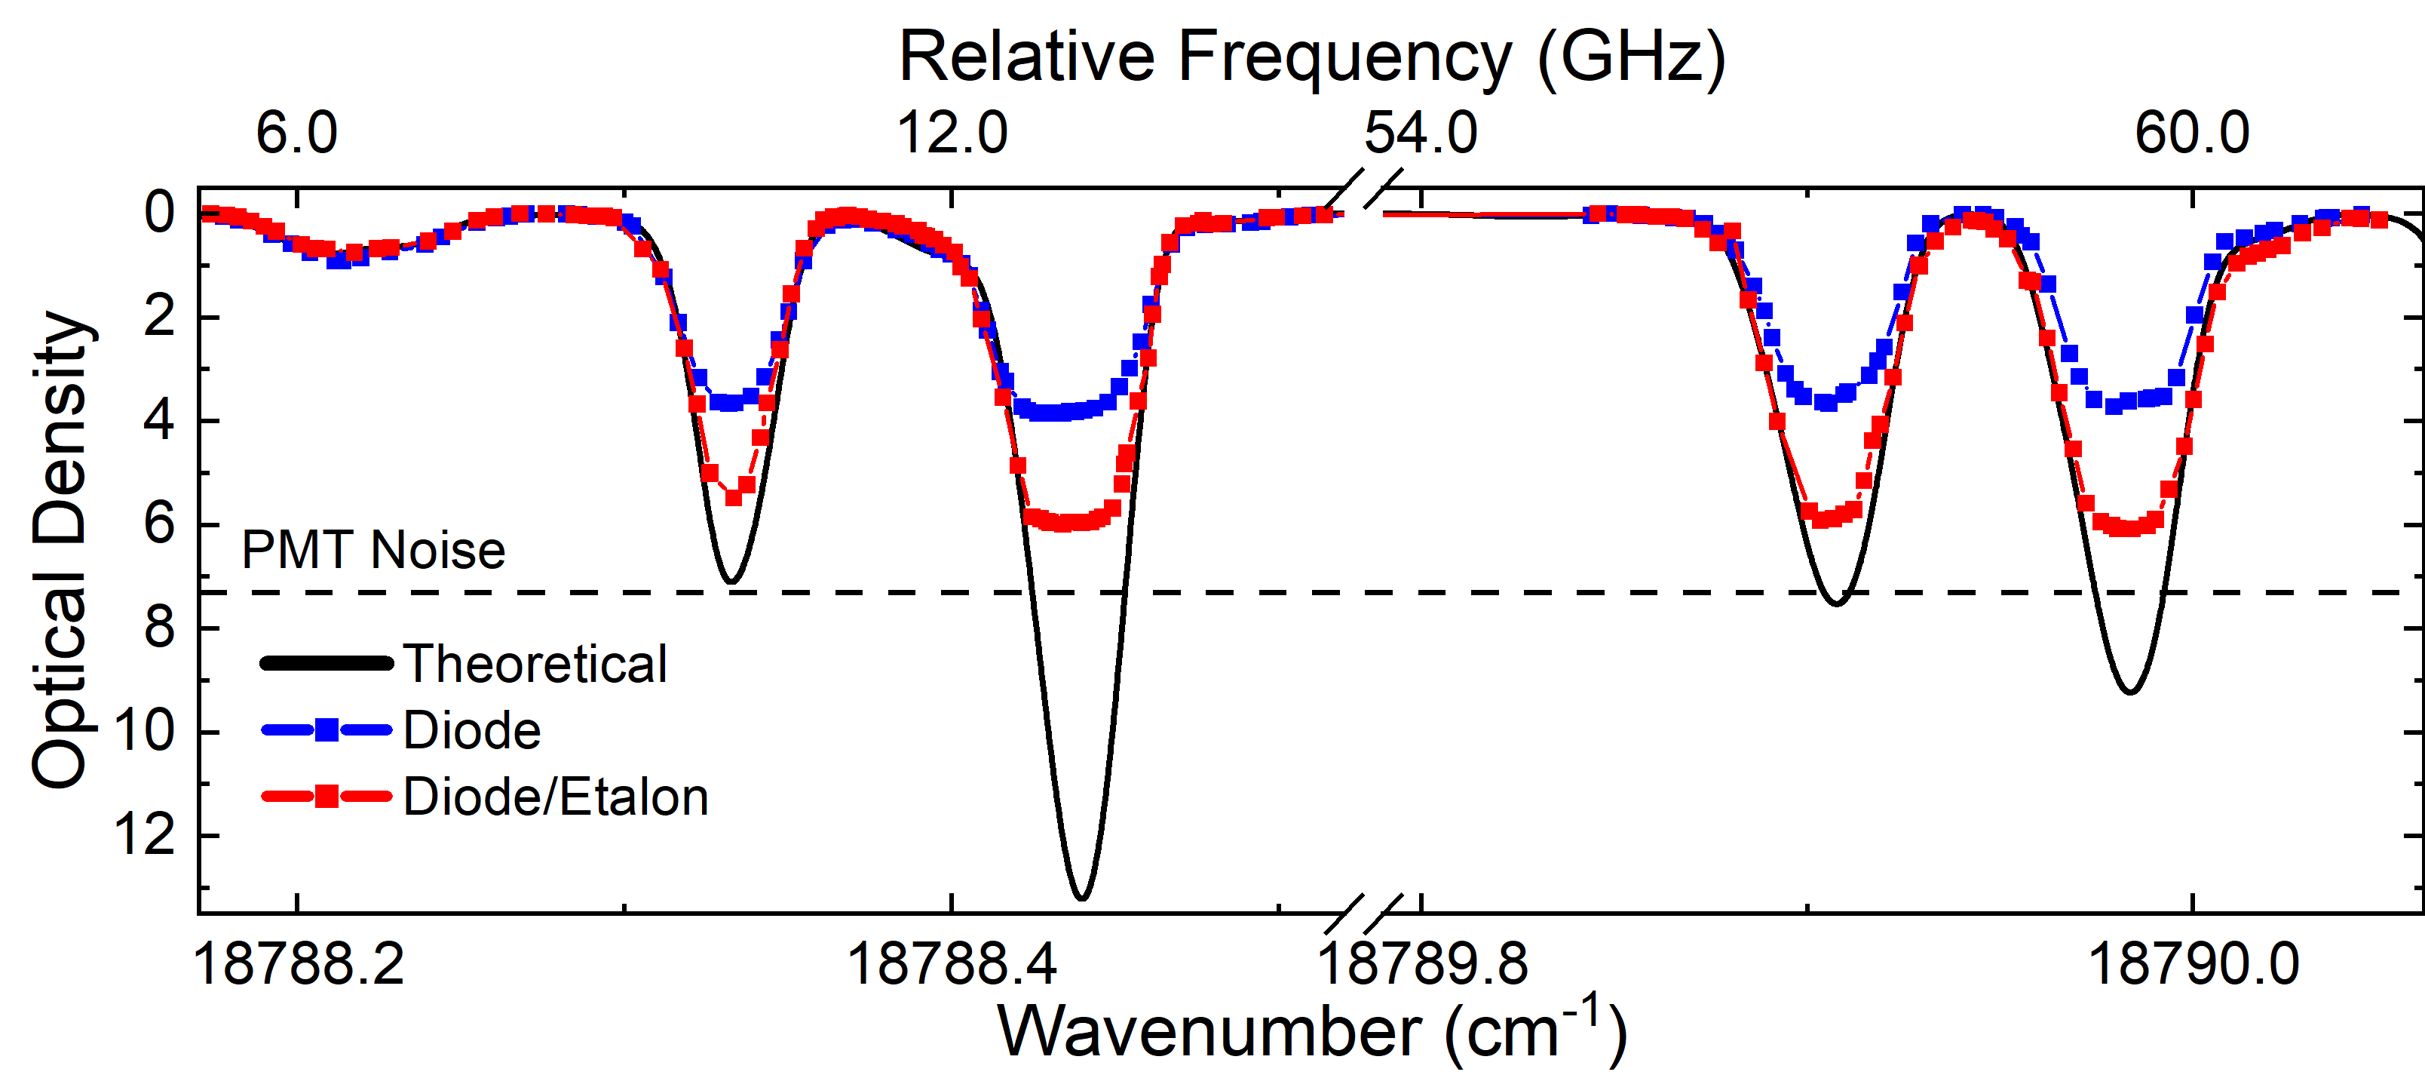 Relative Frequency (GHz)
6.0 12.0 54.0 60.0
0
2
4
6
8
10
12
Optical Density
PMT Noise
Theoretical
Diode
Diode/Etalon
18788.2 18788.4 18789.8 18790.0
Wavenumber (cm⁻¹)